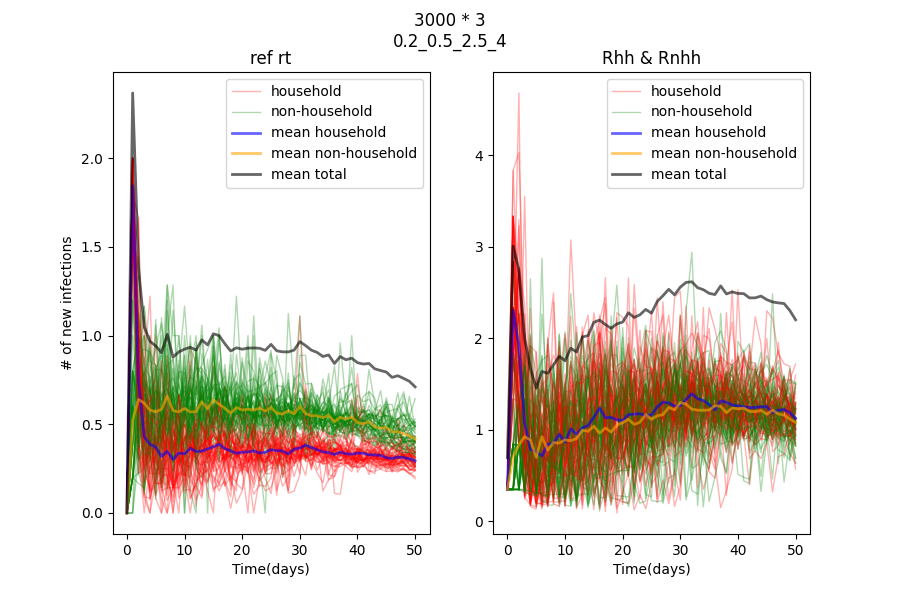 3000 * 3
0.2_0.5_2.5_4
ref rt
household
non-household
mean household
mean non-household
mean total
2.0
1.5
1.0
0.5
0.0
# of new infections
0 10 20 30 40 50
Time(days)
Rhh & Rnhh
household
non-household
mean household
mean non-household
mean total
4
3
2
1
0
0 10 20 30 40 50
Time(days)